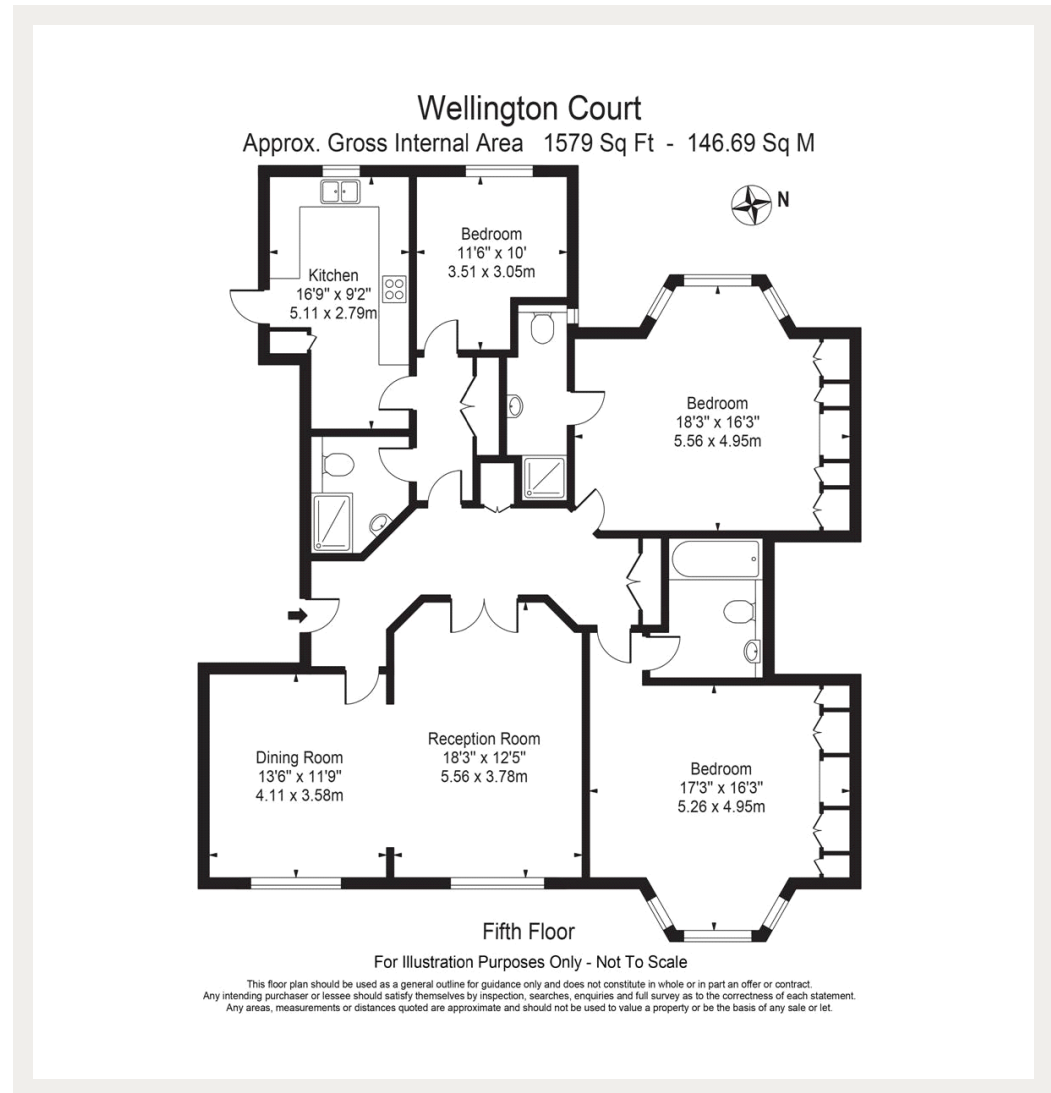 Wellington Court
Approx. Gross Internal Area 1579 Sq Ft - 146.69 Sq M
N
Bedroom
11'6" x 10'
3.51 x 3.05m
Kitchen
16'9" x 9'2"
5.11 x 2.79m
Bedroom
18'3" x 16'3"
5.56 x 4.95m
Dining Room
13'6" x 11'9"
4.11 x 3.58m
Reception Room
18'3" x 12'5"
5.56 x 3.78m
Bedroom
17'3" x 16'3"
5.26 x 4.95m
Fifth Floor
For Illustration Purposes Only - Not To Scale
This floor plan should be used as a general outline for guidance only and does not constitute in whole or in part an offer or contract.
Any intending purchaser or lessee should satisfy themselves by inspection, searches, enquiries and full survey as to the correctness of each statement.
Any areas, measurements or distances quoted are approximate and should not be used to value a property or be the basis of any sale or let.